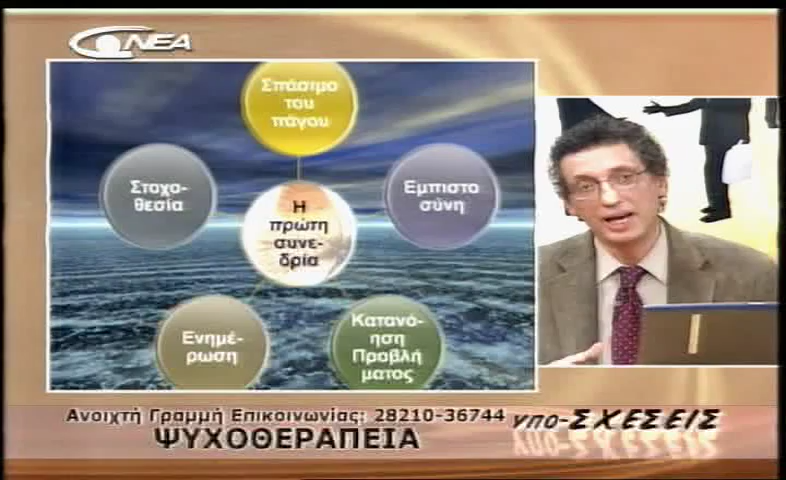 ΝΕΑ
Σπάσιμο
του
πάγου
Στοχο-
θεσία
Εμπιστο
σύνη
Η
πρώτη
συνε-
δρία
Ενημέ-
ρωση
Κατανό-
ηση
Προβλή
ματος
Ανοιχτή Γραμμή Επικοινωνίας: 28210-36744
ΨΥΧΟΘΕΡΑΠΕΙΑ
υπο-ΣΧΕΣΕΙΣ